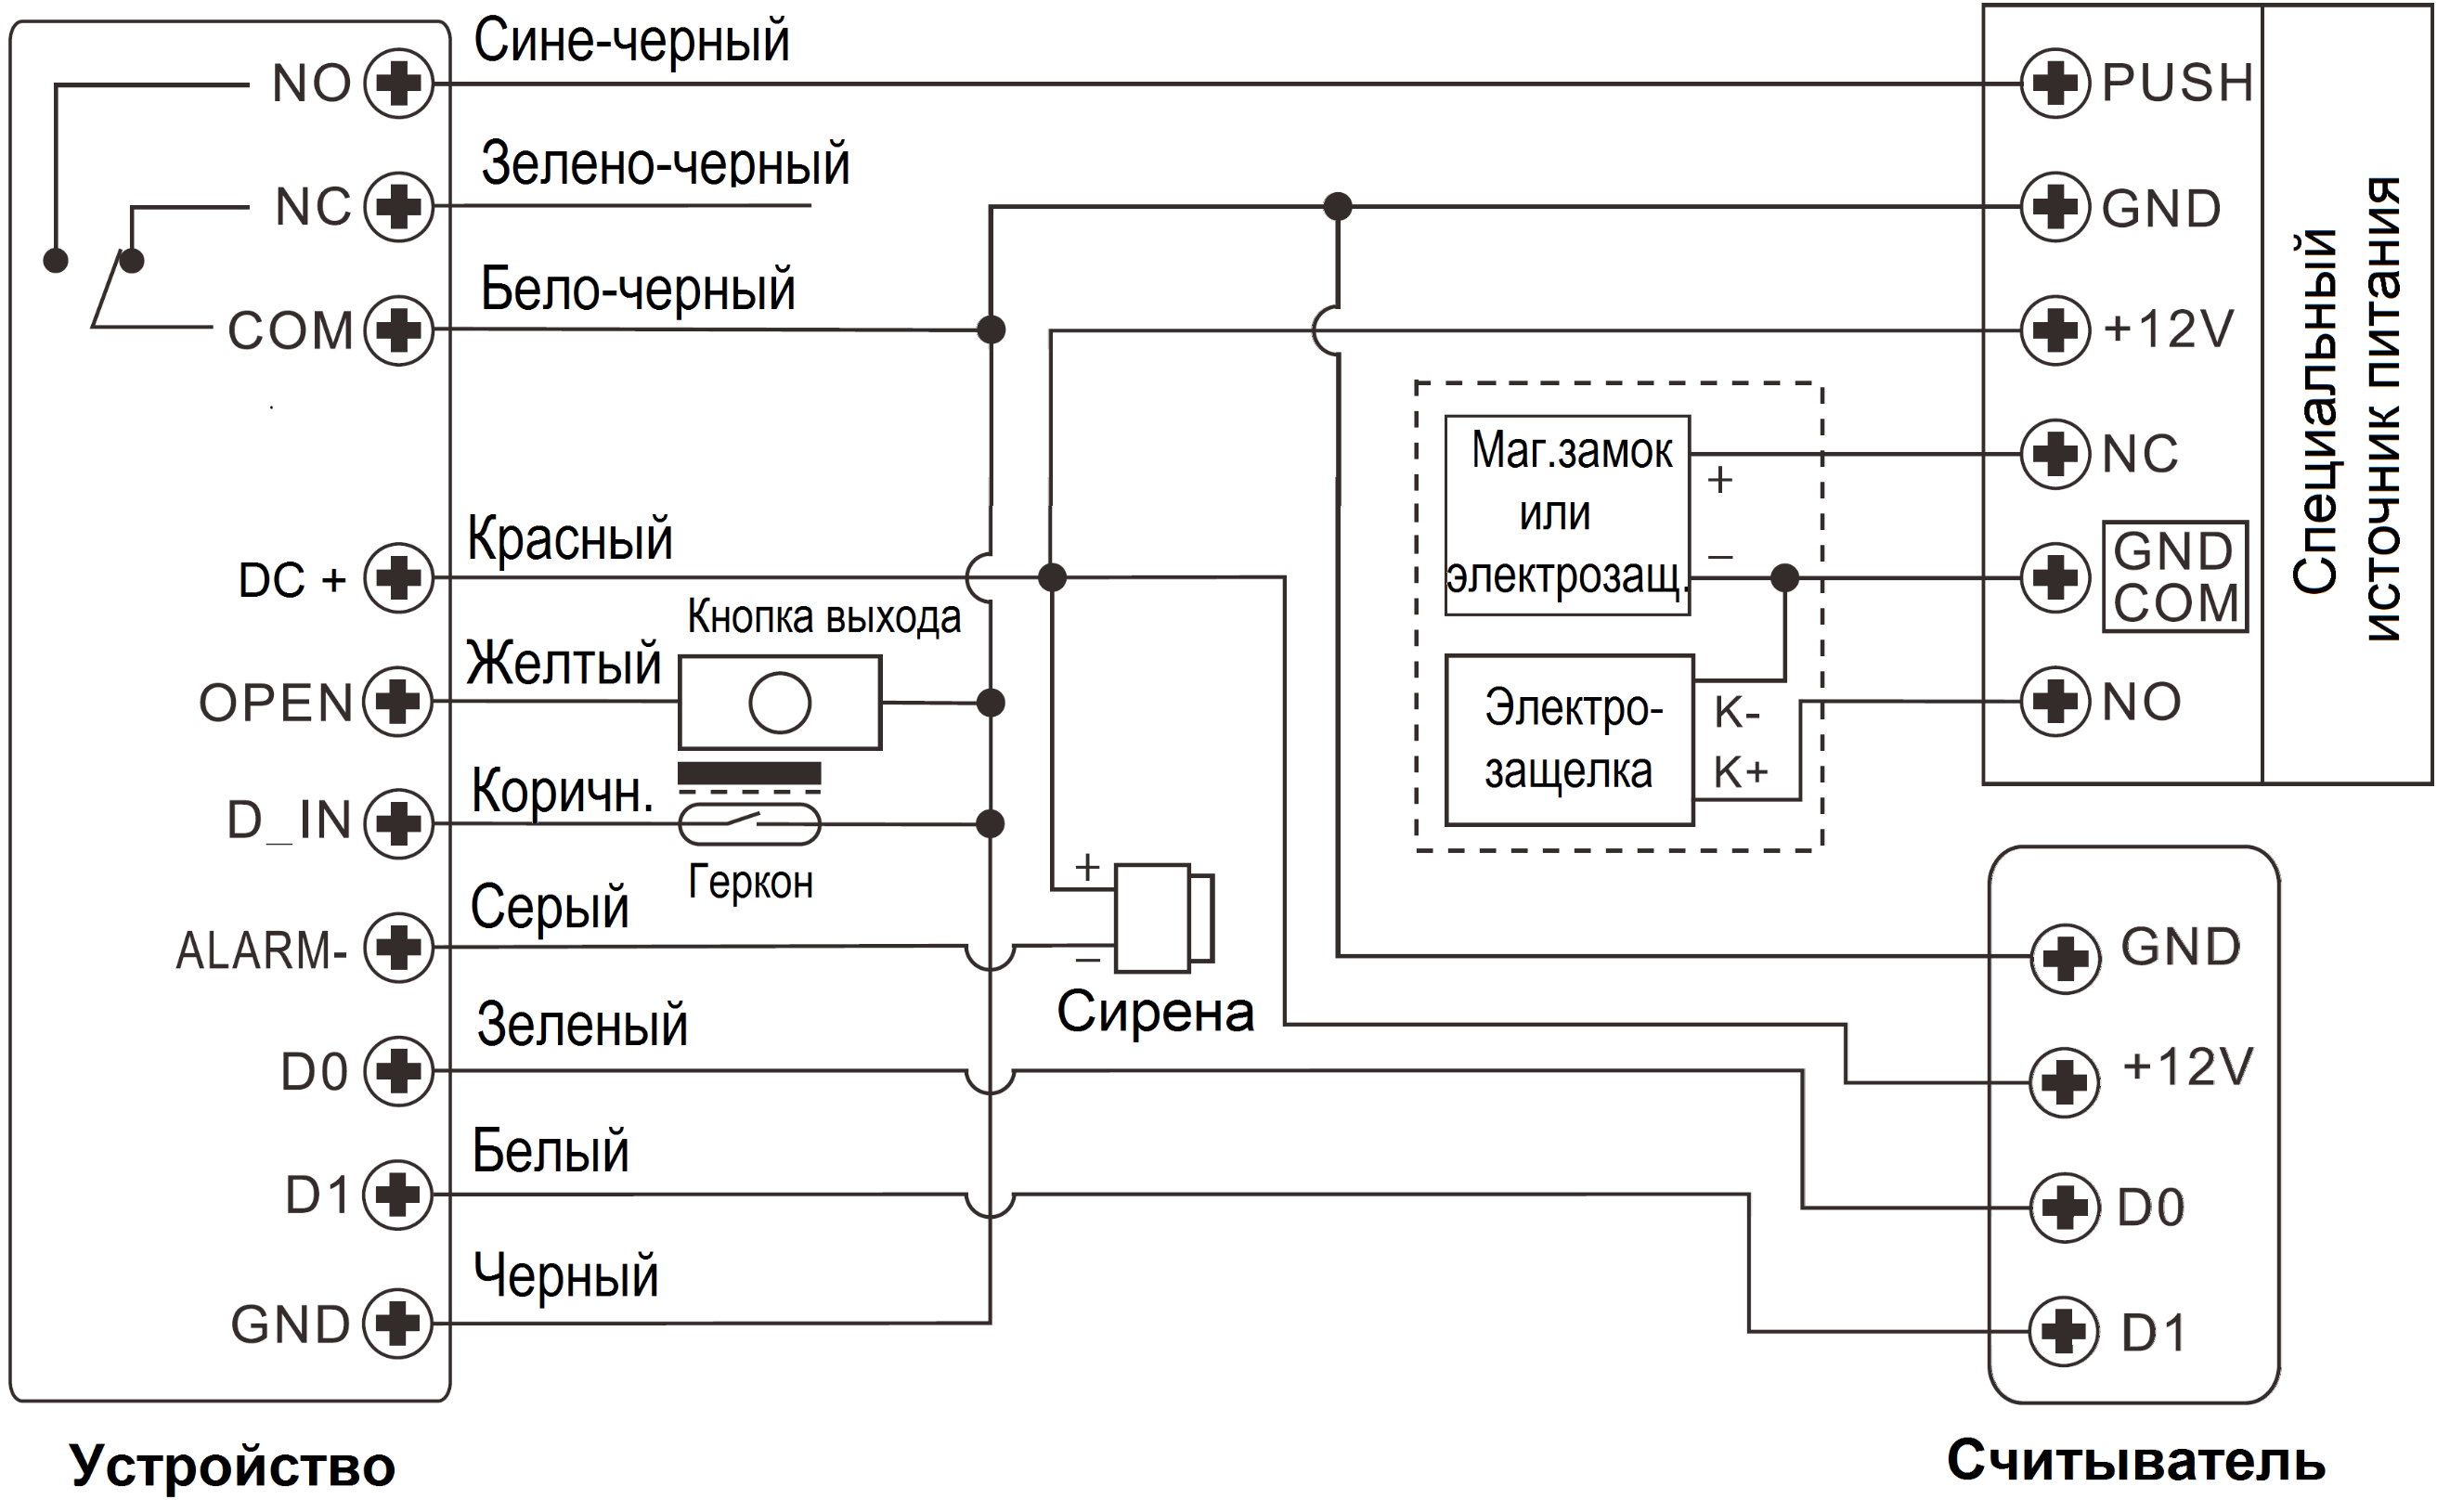 NO
Сине-черный
NC
Зелено-черный
COM
Бело-черный
DC +
Красный
OPEN
Желтый
Кнопка выхода
D_IN
Коричн.
Геркон
ALARM-
Серый
+
−
Сирена
D0
Зеленый
D1
Белый
GND
Черный
Устройство
Маг.замок
или
электрозащ.
+
−
Электро-
защелка
K-
K+
PUSH
GND
+12V
NC
GND
COM
NO
Специальный
источник питания
GND
+12V
D0
D1
Считыватель